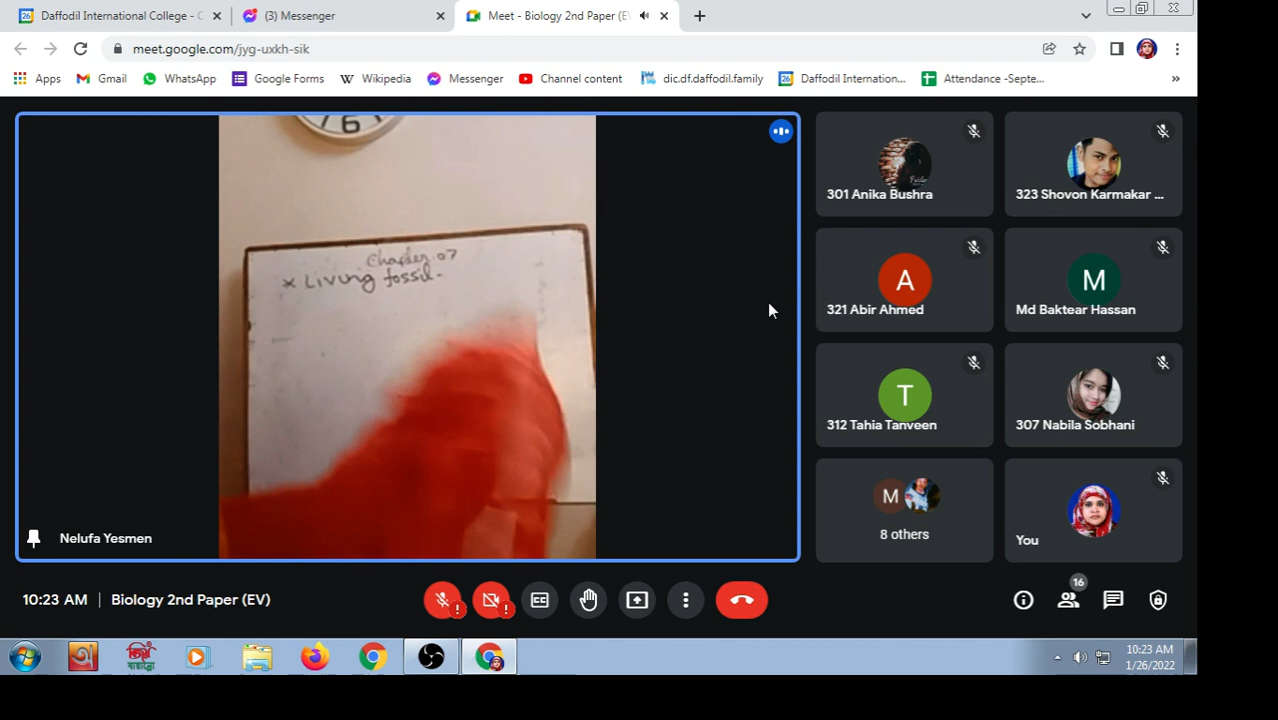 Daffodil International College - C
(3) Messenger
Meet - Biology 2nd Paper (EV
meet.google.com/jyg-uxkh-sik
Apps
Gmail
WhatsApp
Google Forms
Wikipedia
Messenger
Channel content
dic.df.daffodil.family
Daffodil Internation...
Attendance -Septe...
»
6
Chapter-07
× Living fossil-
Nelufa Yesmen
301 Anika Bushra
323 Shovon Karmakar ...
A
321 Abir Ahmed
M
Md Baktear Hassan
T
312 Tahia Tanveen
307 Nabila Sobhani
M
8 others
You
10:23 AM | Biology 2nd Paper (EV)
16
10:23 AM
1/26/2022